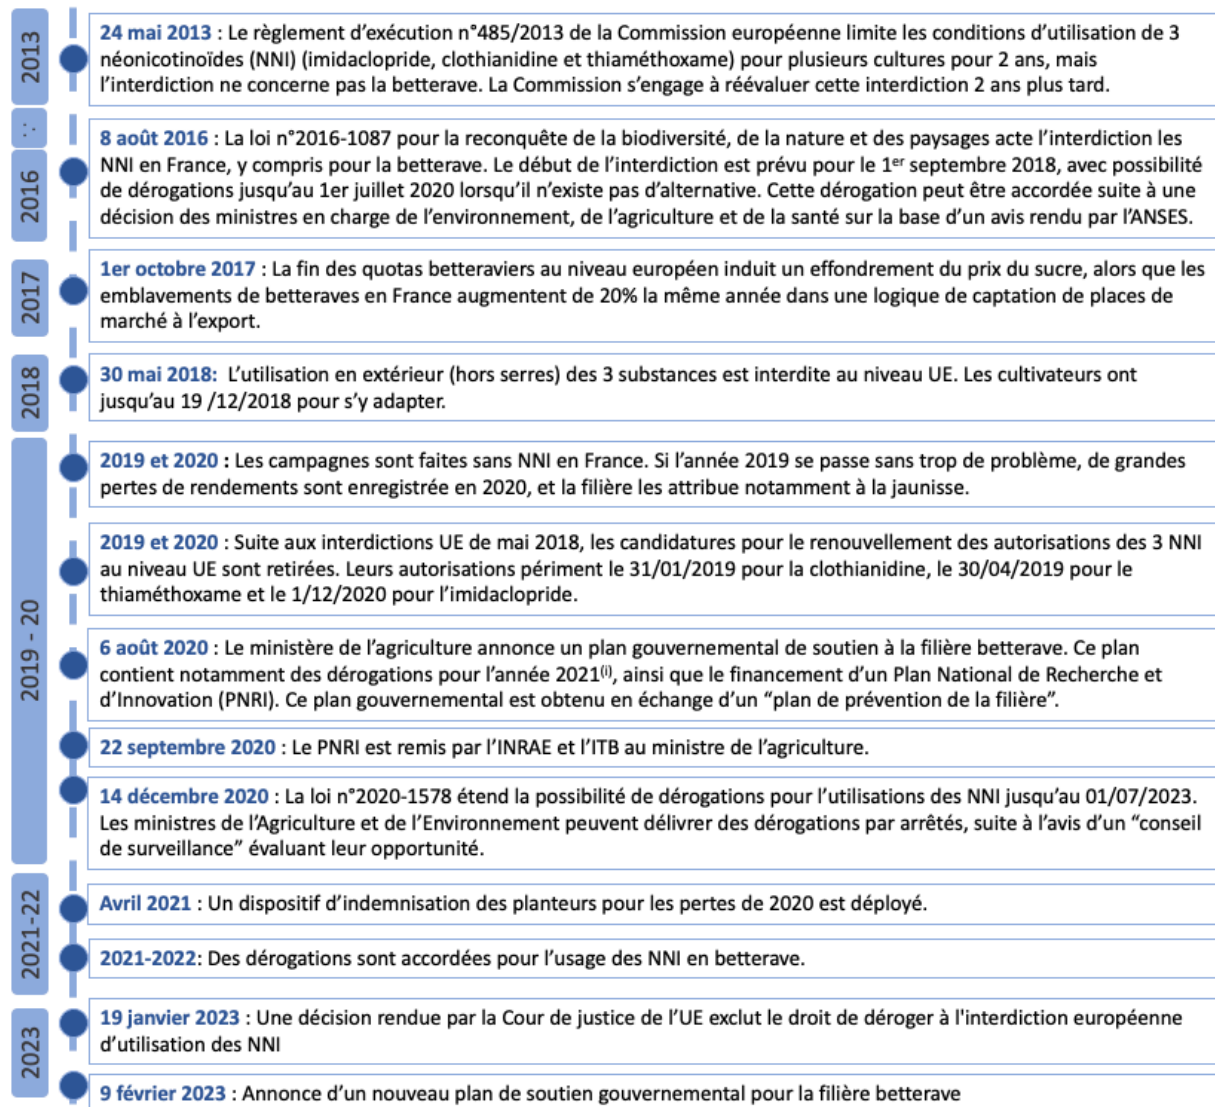 2013
24 mai 2013 : Le règlement d’exécution n°485/2013 de la Commission européenne limite les conditions d’utilisation de 3
néonicotinoïdes (NNI) (imidaclopride, clothianidine et thiaméthoxame) pour plusieurs cultures pour 2 ans, mais
l’interdiction ne concerne pas la betterave. La Commission s’engage à réévaluer cette interdiction 2 ans plus tard.
2016
8 août 2016 : La loi n°2016-1087 pour la reconquête de la biodiversité, de la nature et des paysages acte l’interdiction les
NNI en France, y compris pour la betterave. Le début de l’interdiction est prévu pour le 1er septembre 2018, avec possibilité
de dérogations jusqu’au 1er juillet 2020 lorsqu’il n’existe pas d’alternative. Cette dérogation peut être accordée suite à une
décision des ministres en charge de l’environnement, de l’agriculture et de la santé sur la base d’un avis rendu par l’ANSES.
2017
1er octobre 2017 : La fin des quotas betteraviers au niveau européen induit un effondrement du prix du sucre, alors que les
emblavements de betteraves en France augmentent de 20% la même année dans une logique de captation de places de
marché à l’export.
2018
30 mai 2018: L’utilisation en extérieur (hors serres) des 3 substances est interdite au niveau UE. Les cultivateurs ont
jusqu’au 19 /12/2018 pour s’y adapter.
2019 - 20
2019 et 2020 : Les campagnes sont faites sans NNI en France. Si l’année 2019 se passe sans trop de problème, de grandes
pertes de rendements sont enregistrée en 2020, et la filière les attribue notamment à la jaunisse.
2019 et 2020 : Suite aux interdictions UE de mai 2018, les candidatures pour le renouvellement des autorisations des 3 NNI
au niveau UE sont retirées. Leurs autorisations périment le 31/01/2019 pour la clothianidine, le 30/04/2019 pour le
thiaméthoxame et le 1/12/2020 pour l’imidaclopride.
6 août 2020 : Le ministère de l’agriculture annonce un plan gouvernemental de soutien à la filière betterave. Ce plan
contient notamment des dérogations pour l’année 2021(i), ainsi que le financement d’un Plan National de Recherche et
d’Innovation (PNRI). Ce plan gouvernemental est obtenu en échange d’un “plan de prévention de la filière”.
22 septembre 2020 : Le PNRI est remis par l’INRAE et l’ITB au ministre de l’agriculture.
14 décembre 2020 : La loi n°2020-1578 étend la possibilité de dérogations pour l’utilisations des NNI jusqu’au 01/07/2023.
Les ministres de l’Agriculture et de l’Environnement peuvent délivrer des dérogations par arrêtés, suite à l’avis d’un “conseil
de surveillance” évaluant leur opportunité.
2021-22
Avril 2021 : Un dispositif d’indemnisation des planteurs pour les pertes de 2020 est déployé.
2021-2022: Des dérogations sont accordées pour l’usage des NNI en betterave.
2023
19 janvier 2023 : Une décision rendue par la Cour de justice de l’UE exclut le droit de déroger à l'interdiction européenne
d’utilisation des NNI
9 février 2023 : Annonce d’un nouveau plan de soutien gouvernemental pour la filière betterave